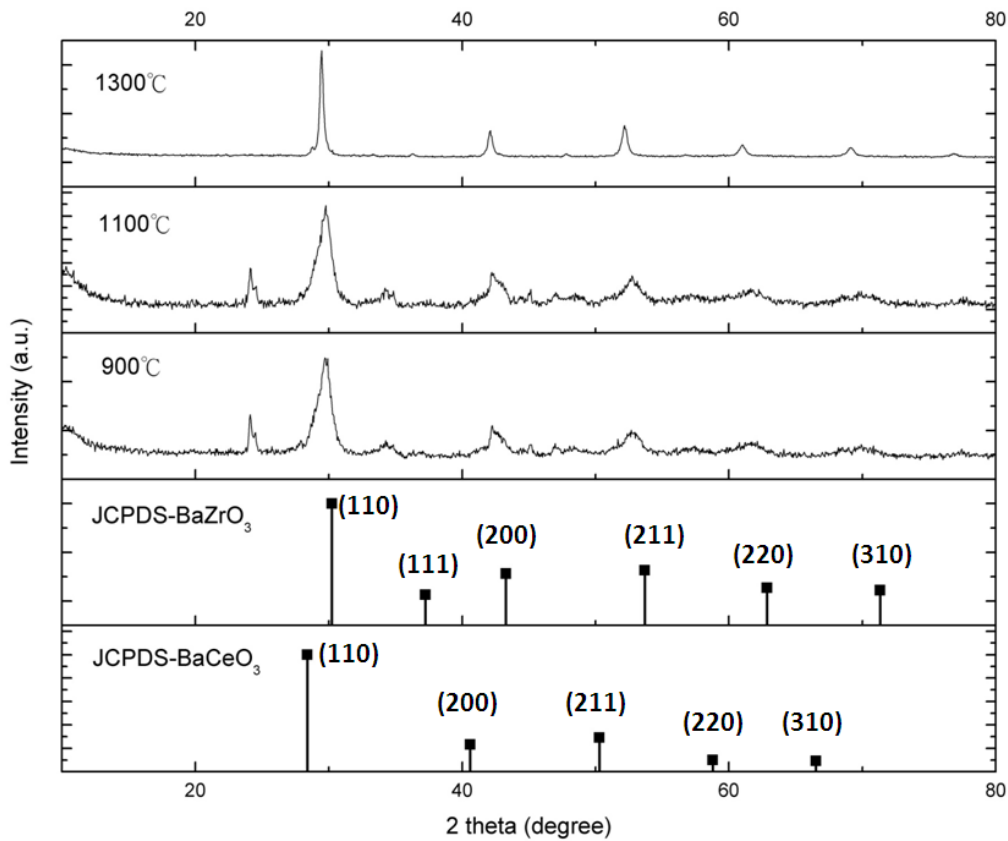 20 40 60 80
1300℃
1100℃
900℃
Intensity (a.u.)
JCPDS-BaZrO₃
(110)
(111)
(200)
(211)
(220)
(310)
JCPDS-BaCeO₃
(110)
(200)
(211)
(220)
(310)
20 40 60 80
2 theta (degree)